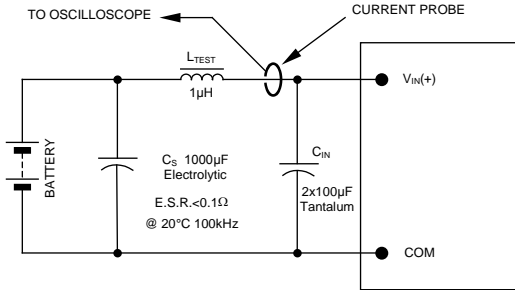 TO OSCILLOSCOPE
CURRENT PROBE
LTEST
1µH
VIN(+)
BATTERY
CS 1000µF
Electrolytic
E.S.R.<0.1Ω
@ 20°C 100kHz
CIN
2x100µF
Tantalum
COM